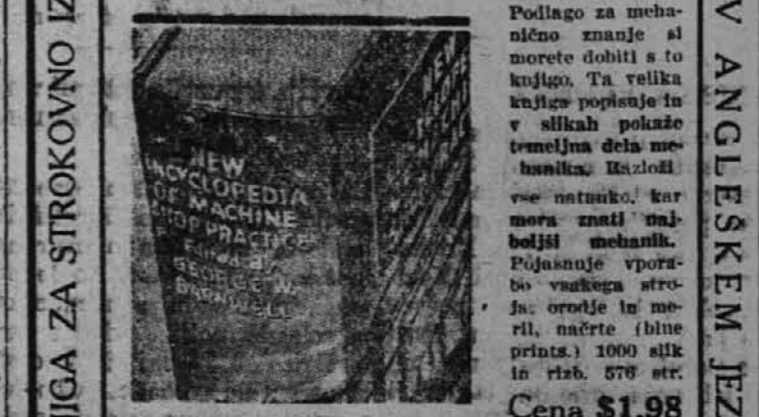 JIGA ZA STROKOVNO IZ
NEW
ENCYCLOPEDIA
OF MACHINE
SHOP PRACTICE
GEORGE W.
BARNWELL
Podlago za meha-
nično znanje si
morete dobiti s to
knjigo. Ta velika
knjiga popisuje in
v slikah pokaže
temeljna dela me-
hanika. Razloži
vse natanko, kar
mora znati naj-
boljši mehanik.
Pojasnuje vpora-
bo vsakega stro-
ja, orodje in me-
ril, načrte (blue
prints.) 1000 slik
in rizb. 576 str.
Cena $1.98
V ANGLEŠKEM JEZ